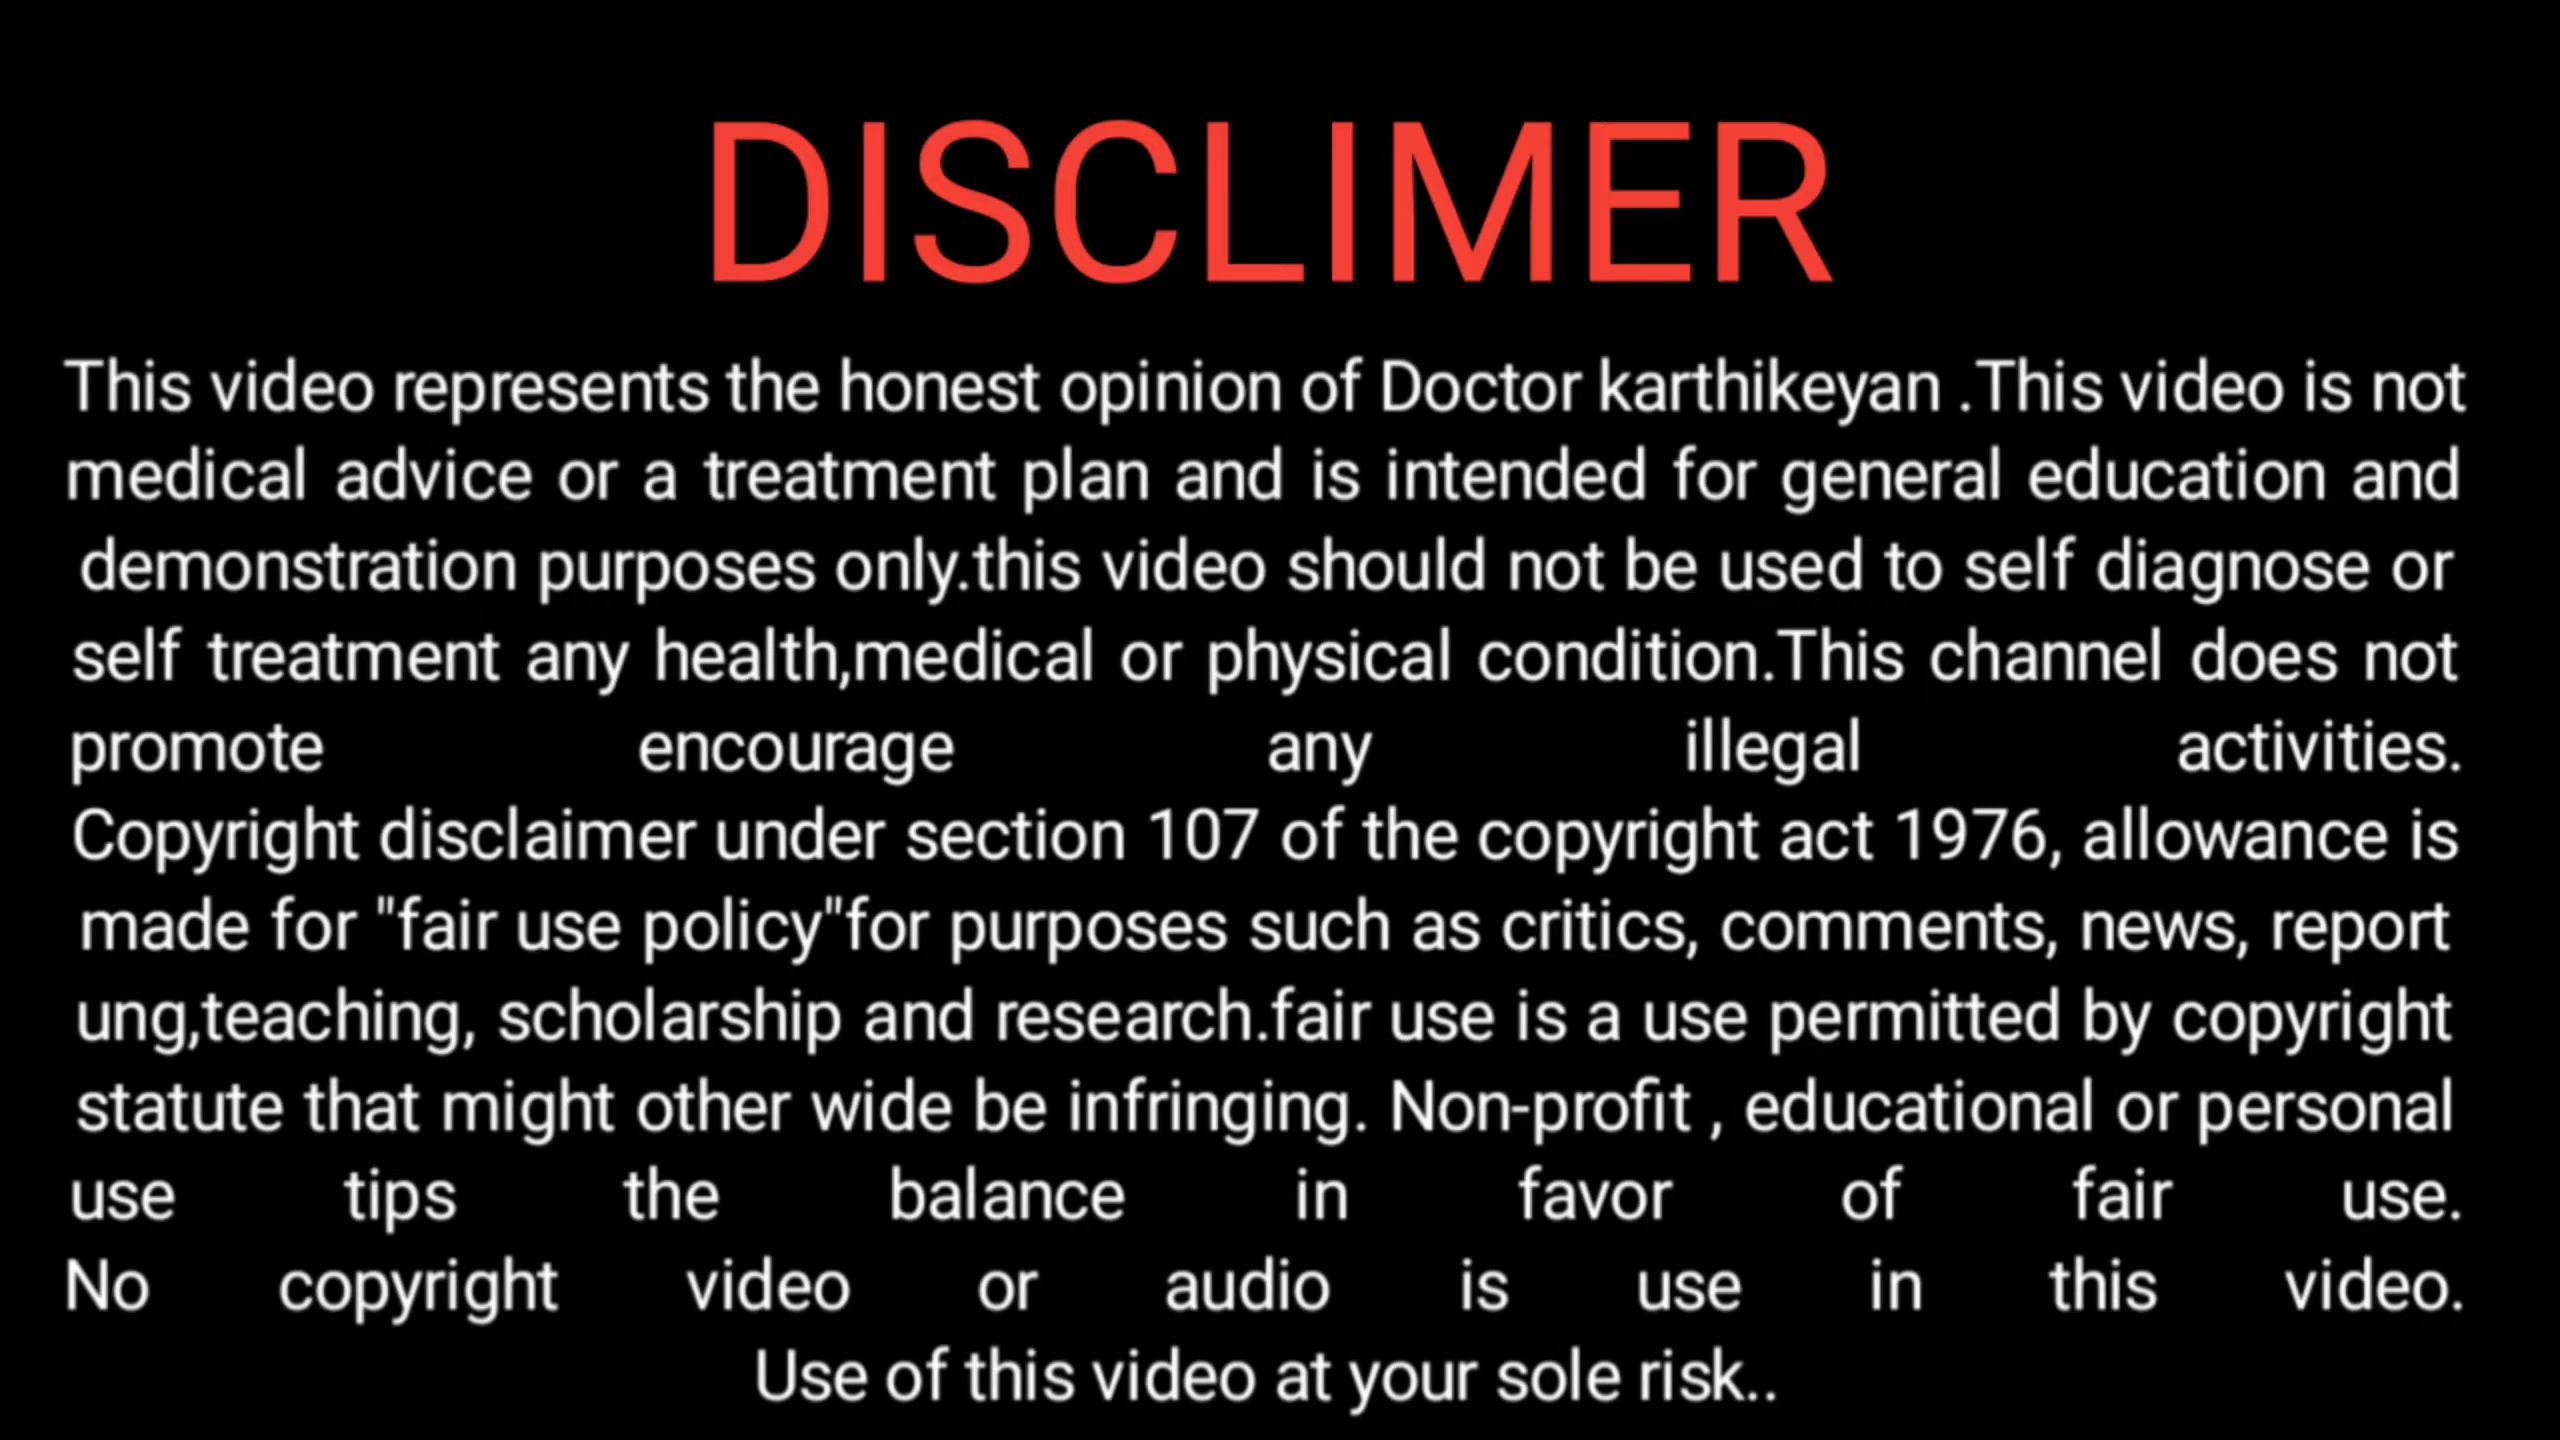 DISCLIMER
This video represents the honest opinion of Doctor karthikeyan .This video is not
medical advice or a treatment plan and is intended for general education and
demonstration purposes only.this video should not be used to self diagnose or
self treatment any health,medical or physical condition.This channel does not
promote encourage any illegal activities.
Copyright disclaimer under section 107 of the copyright act 1976, allowance is
made for "fair use policy"for purposes such as critics, comments, news, report
ung,teaching, scholarship and research.fair use is a use permitted by copyright
statute that might other wide be infringing. Non-profit , educational or personal
use tips the balance in favor of fair use.
No copyright video or audio is use in this video.
Use of this video at your sole risk..